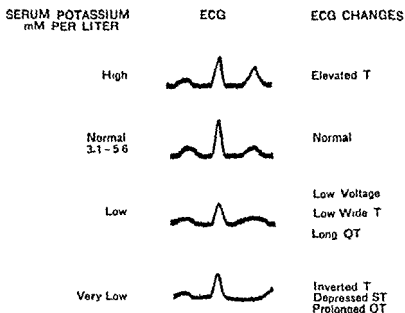 SERUM POTASSIUM
mM PER LITER
ECG
ECG CHANGES
High
Elevated T
Normal
3.1-5.6
Normal
Low
Low Voltage
Low Wide T
Long QT
Very Low
Inverted T
Depressed ST
Prolonged QT